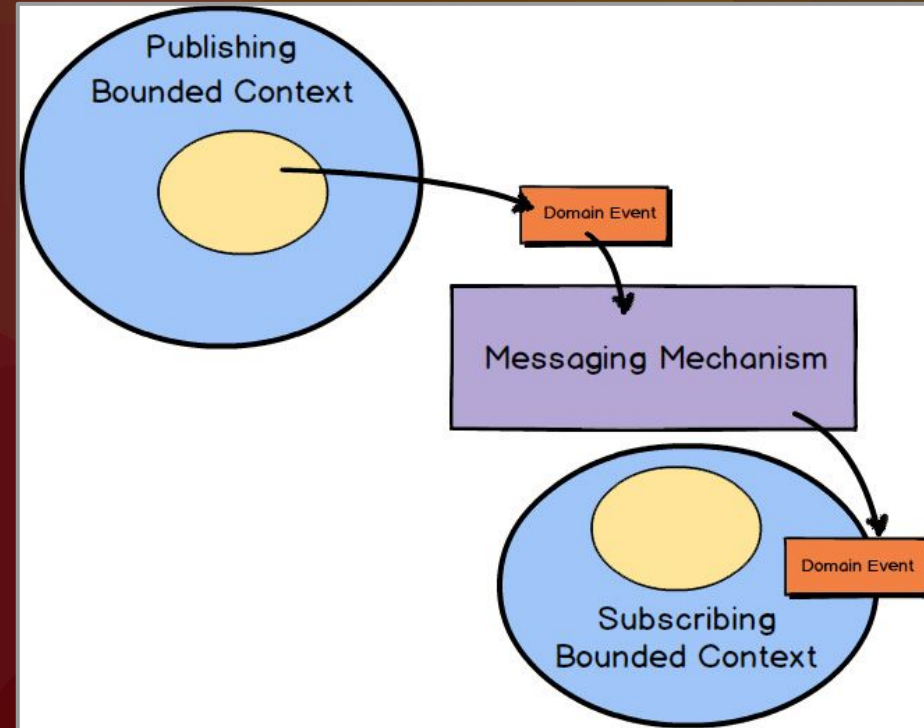 Publishing
Bounded Context
Domain Event
Messaging Mechanism
Domain Event
Subscribing
Bounded Context